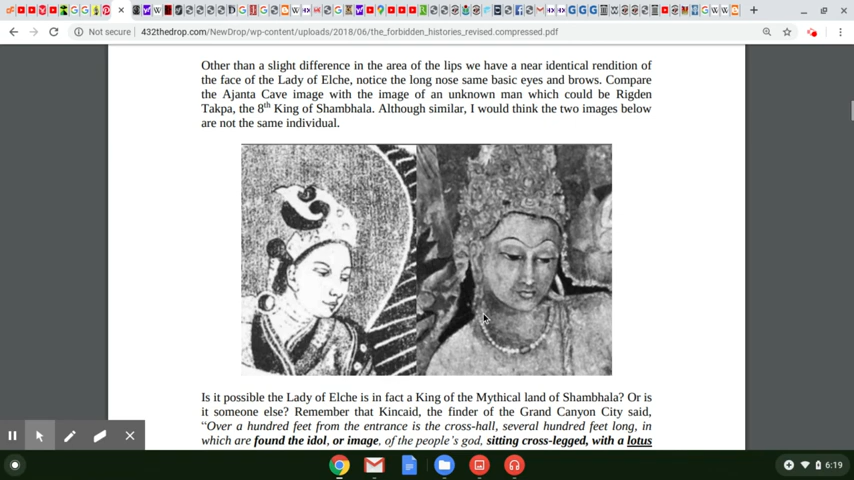 Not secure | 432thedrop.com/NewDrop/wp-content/uploads/2018/06/the_forbidden_histories_revised.compressed.pdf
Other than a slight difference in the area of the lips we have a near identical rendition
of the face of the Lady of Elche, notice the long nose same basic eyes and brows. Compare
the Ajanta Cave image with the image of an unknown man which could be Rigden
Takpa, the 8th King of Shambhala. Although similar, I would think the two images below
are not the same individual.
Is it possible the Lady of Elche is in fact a King of the Mythical land of Shambhala? Or is
it someone else? Remember that Kincaid, the finder of the Grand Canyon City said,
“Over a hundred feet from the entrance is the cross-hall, several hundred feet long, in
which are found the idol, or image, of the people's god, sitting cross-legged, with a lotus
6:19